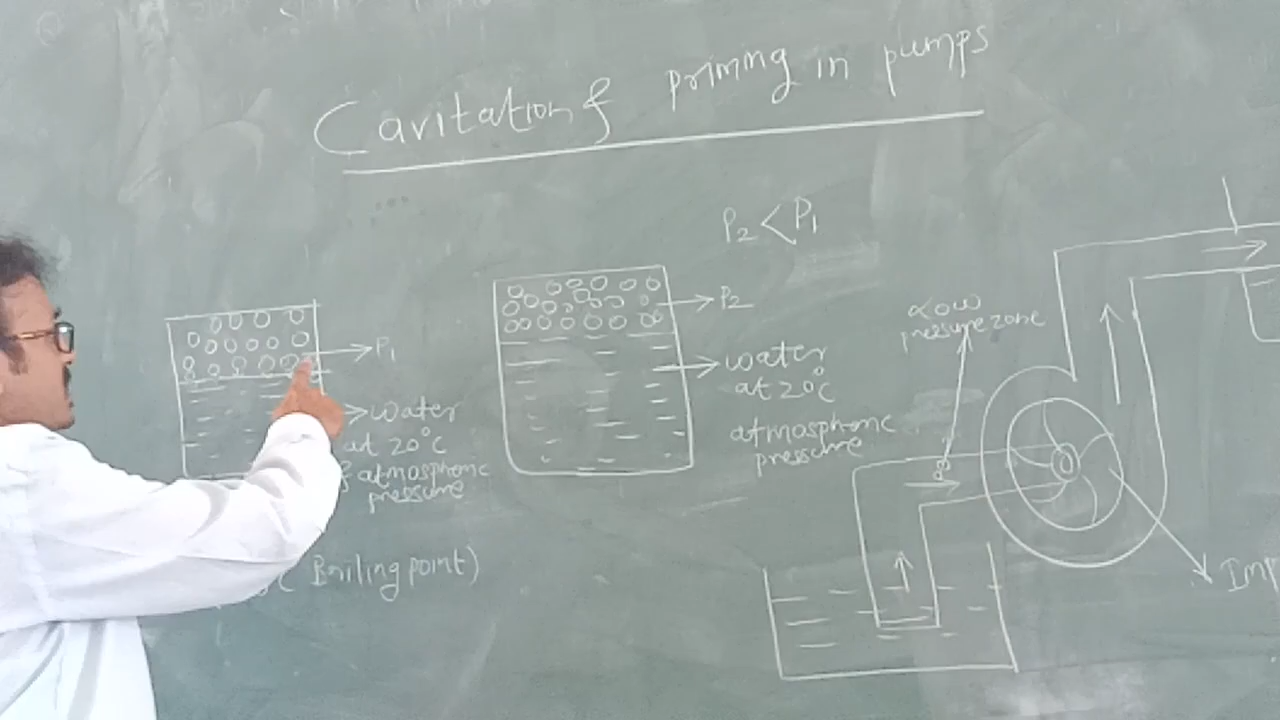 Cavitation & priming in pumps
P2 < P1
P1
water
at 20°C
& atmospheric
pressure
(Boiling point)
P2
water
at 20°C
atmospheric
pressure
Low
pressure zone
Imp